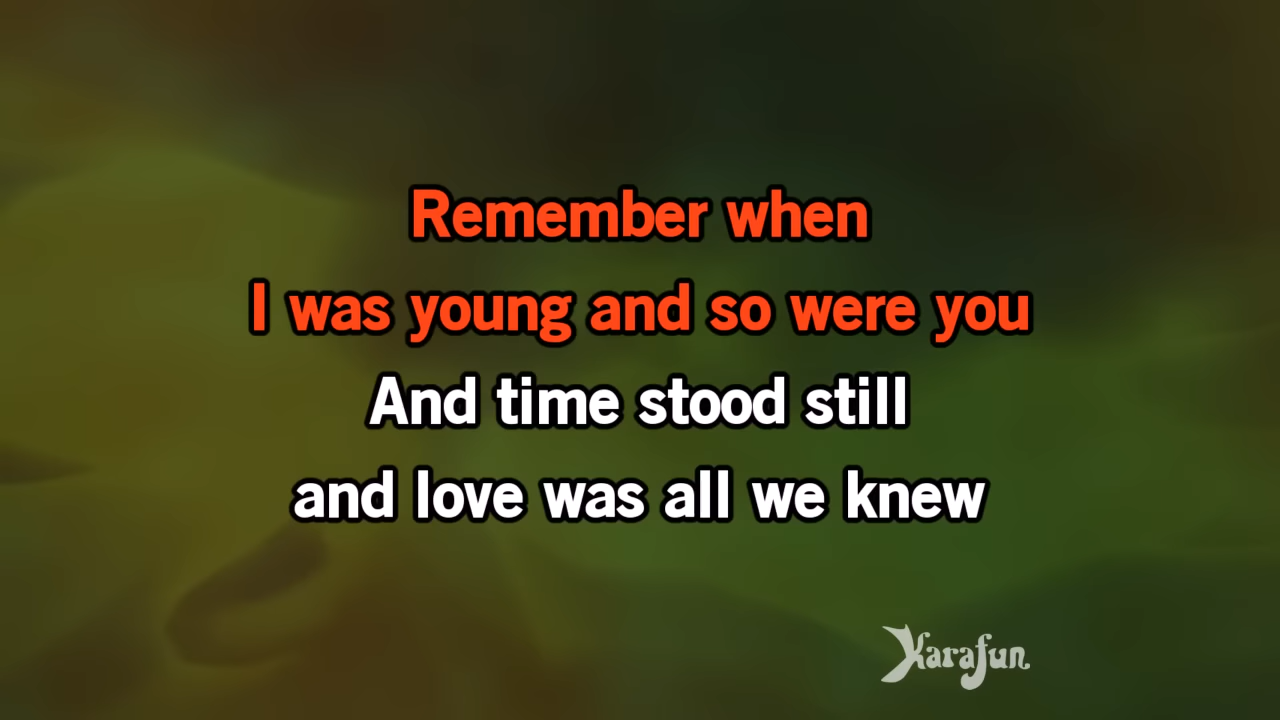 Remember when
I was young and so were you
And time stood still
and love was all we knew
Karafun